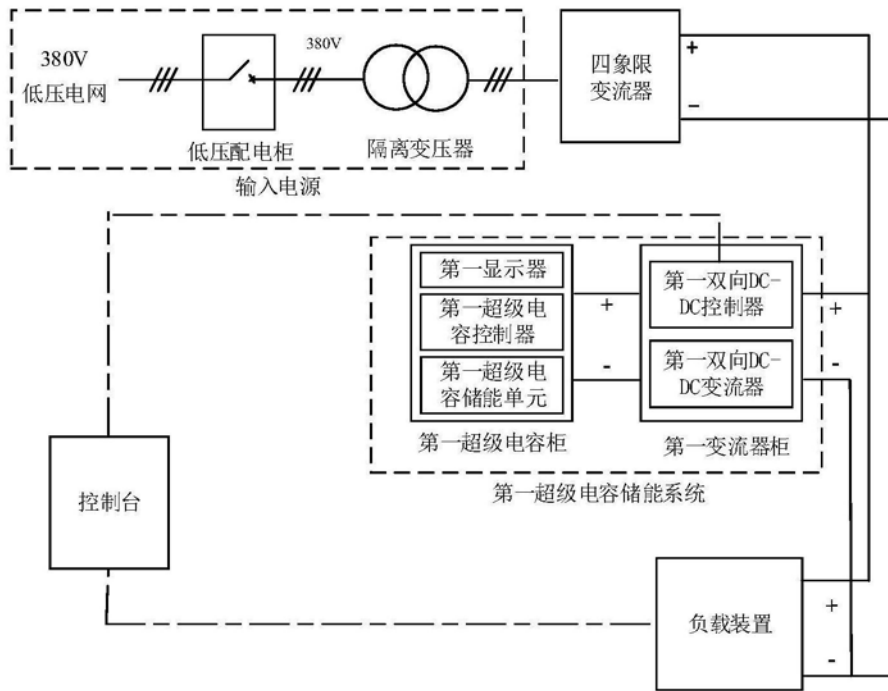 380V
低压电网
380V
低压配电柜
隔离变压器
输入电源
四象限
变流器
+
−
第一显示器
第一超级电
容控制器
第一超级电
容储能单元
第一超级电容柜
+
-
第一双向DC-
DC控制器
第一双向DC-
DC变流器
第一变流器柜
+
-
第一超级电容储能系统
控制台
负载装置
+
-